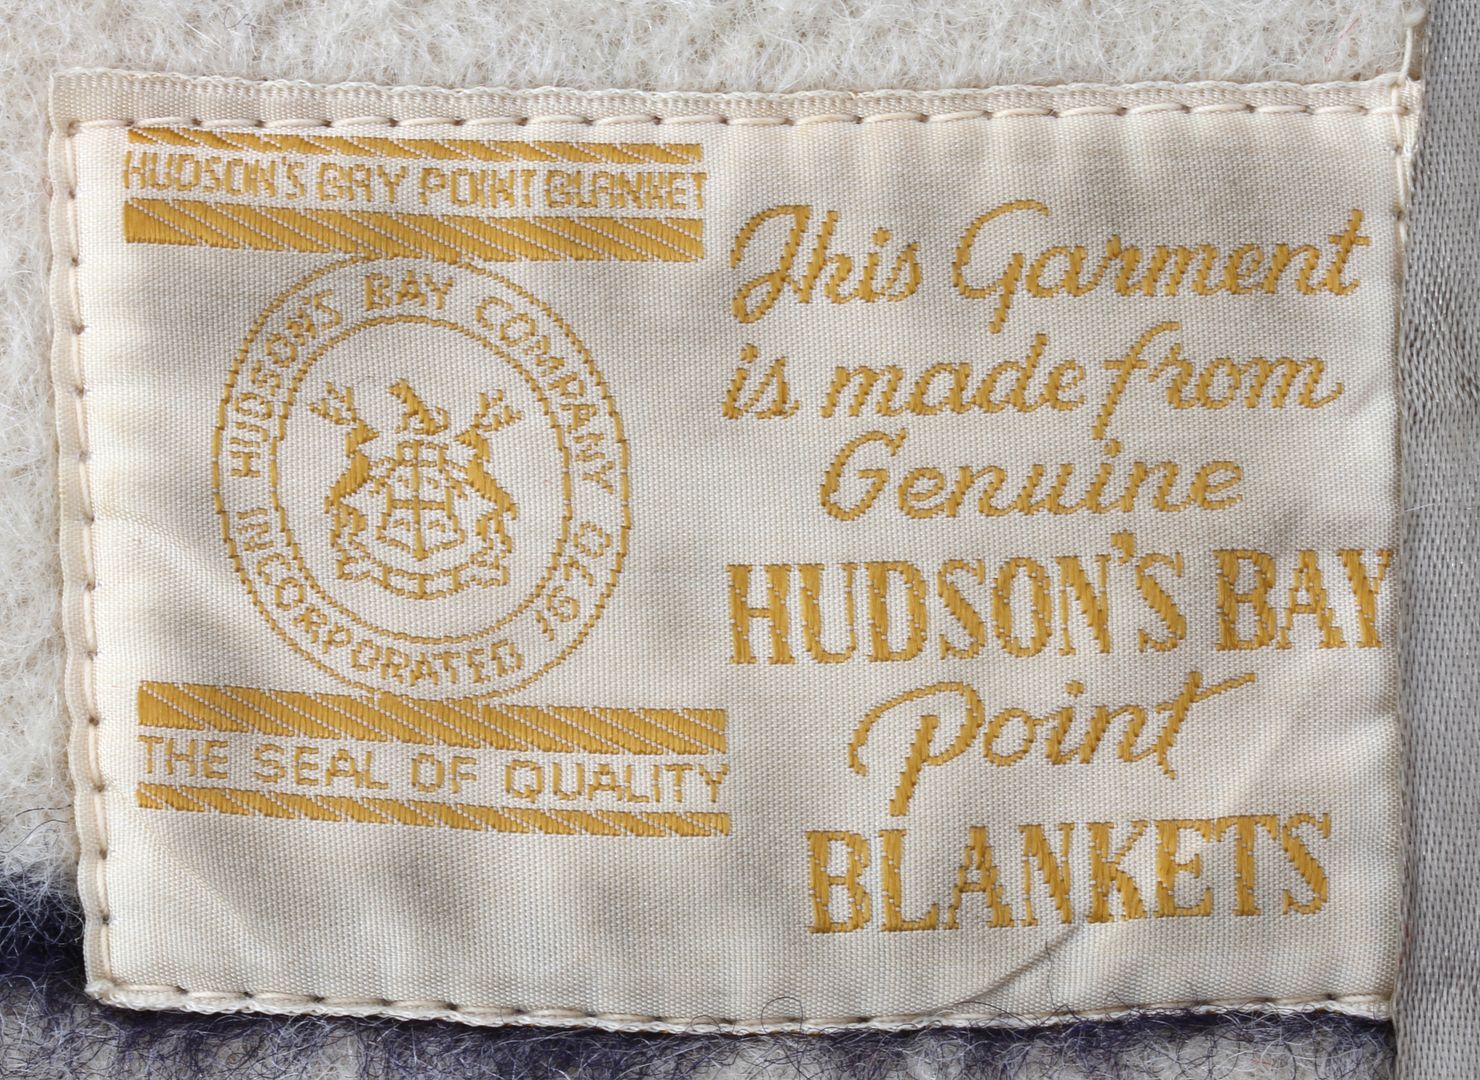 HUDSON'S BAY POINT BLANKET
HUDSON'S BAY COMPANY
INCORPORATED 1670
THE SEAL OF QUALITY
This Garment
is made from
Genuine
HUDSON'S BAY
Point
BLANKETS